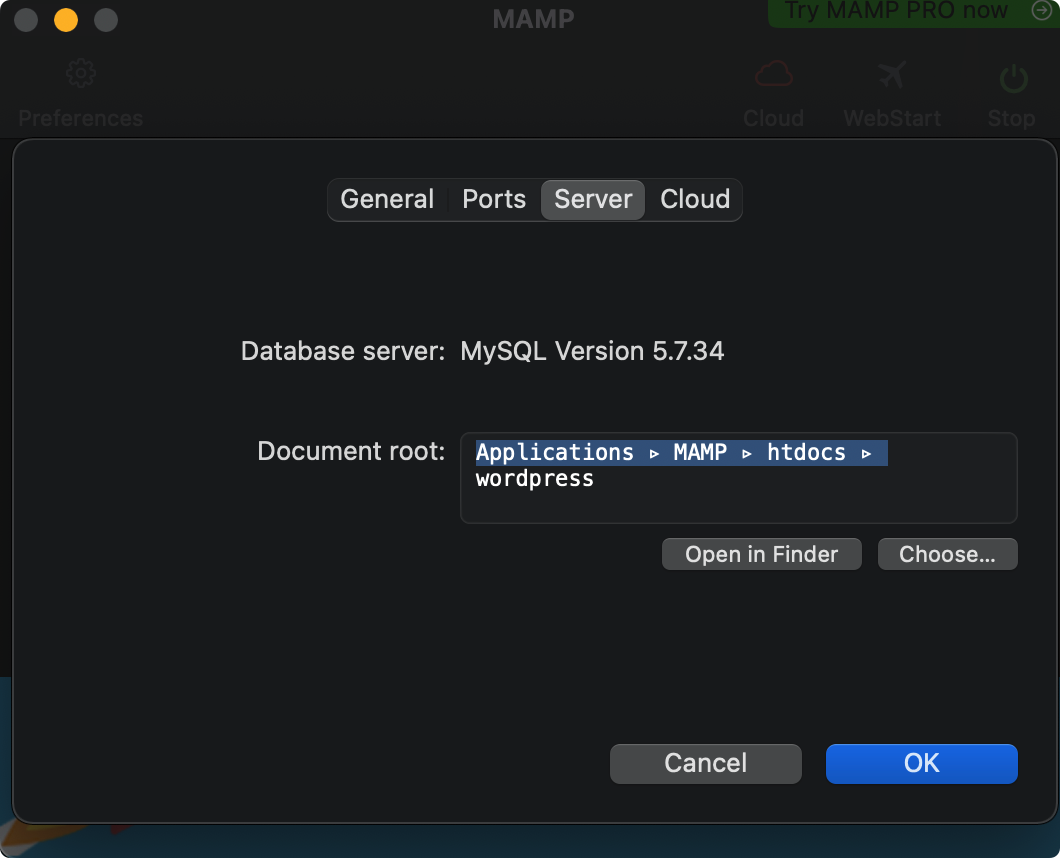 MAMP
Try MAMP PRO now
Preferences
Cloud
WebStart
Stop
General
Ports
Server
Cloud
Database server: MySQL Version 5.7.34
Document root: Applications ▹ MAMP ▹ htdocs ▹
wordpress
Open in Finder
Choose...
Cancel
OK